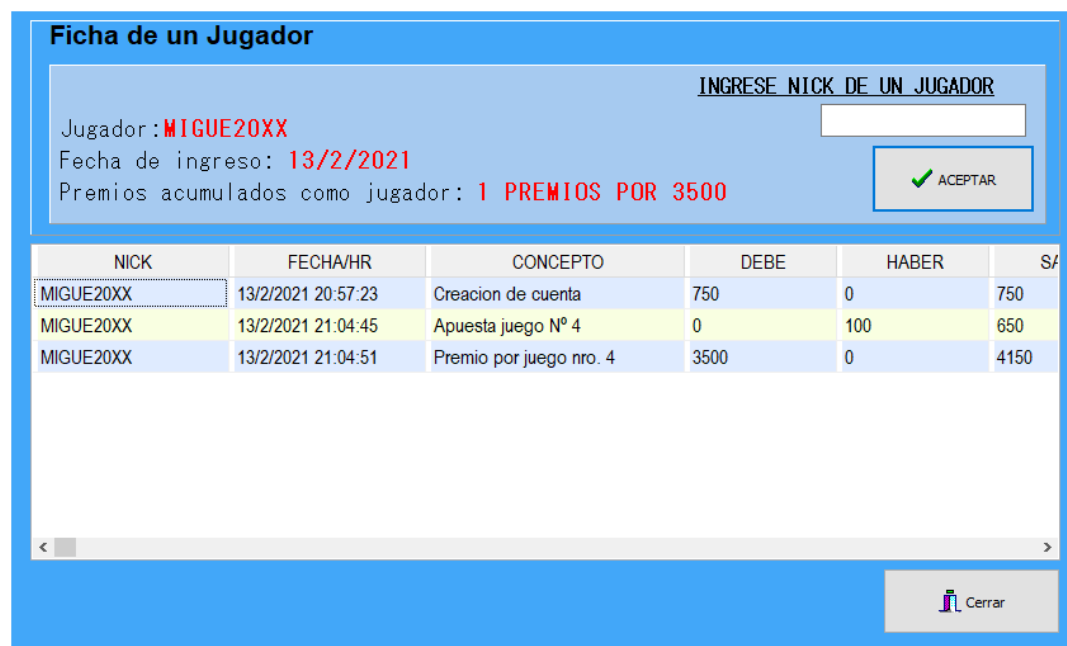 Ficha de un Jugador
INGRESE NICK DE UN JUGADOR
Jugador:MIGUE20XX
Fecha de ingreso: 13/2/2021
ACEPTAR
Premios acumulados como jugador: 1 PREMIOS POR 3500
NICK FECHA/HR CONCEPTO DEBE HABER SA
MIGUE20XX 13/2/2021 20:57:23 Creacion de cuenta 750 0 750
MIGUE20XX 13/2/2021 21:04:45 Apuesta juego Nº 4 0 100 650
MIGUE20XX 13/2/2021 21:04:51 Premio por juego nro. 4 3500 0 4150
Cerrar